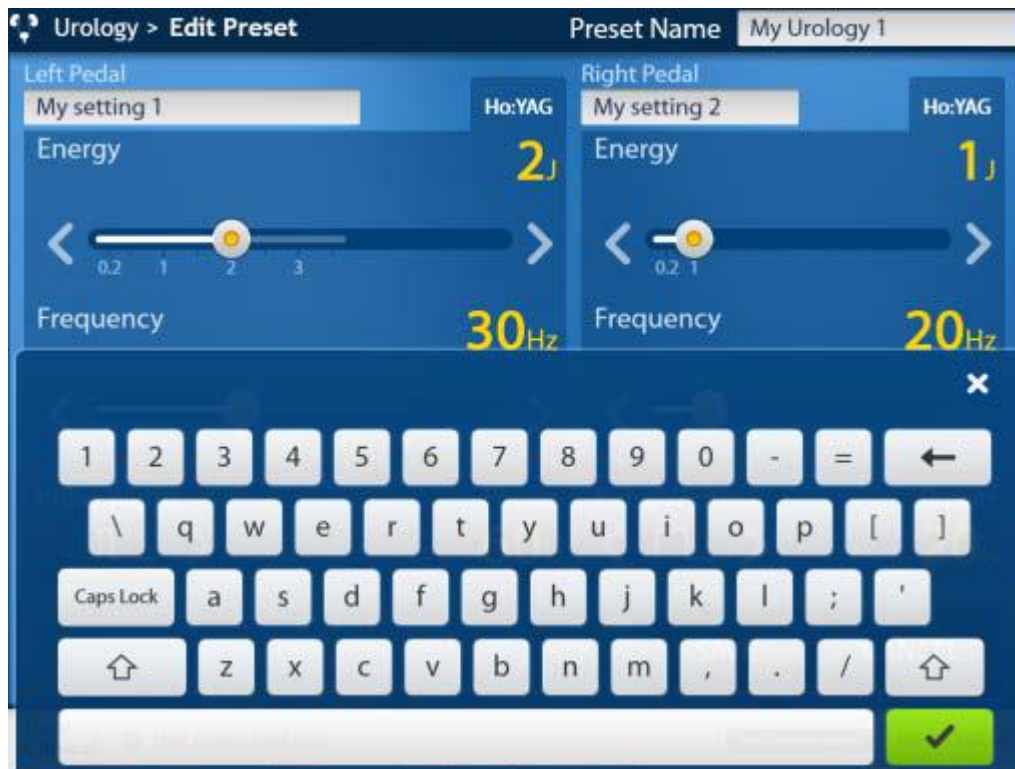 Urology > Edit Preset Preset Name My Urology 1
Left Pedal Right Pedal
My setting 1 Ho:YAG My setting 2 Ho:YAG
Energy 2J Energy 1J
0.2 1 2 3 0.2 1
Frequency 30Hz Frequency 20Hz
1 2 3 4 5 6 7 8 9 0 - =
\ q w e r t y u i o p [ ]
Caps Lock a s d f g h j k l ; '
z x c v b n m , . /